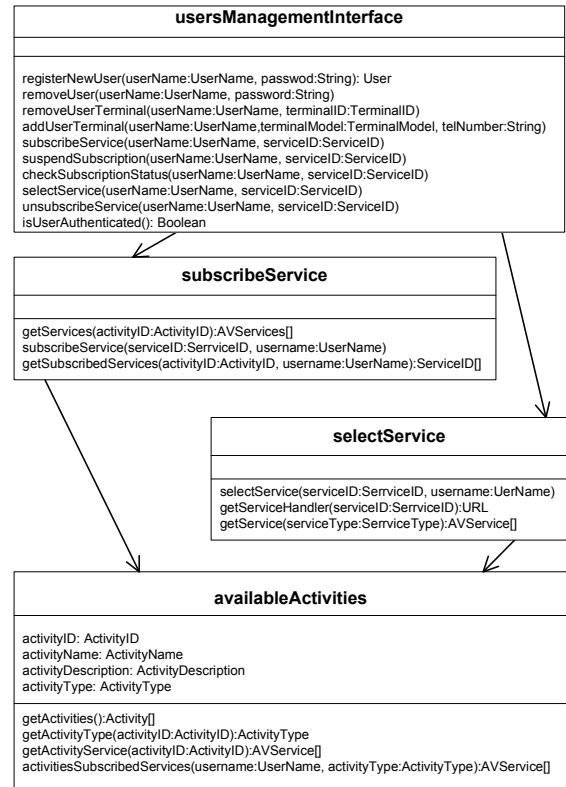 usersManagementInterface
registerNewUser(userName:UserName, passwod:String): User
removeUser(userName:UserName, password:String)
removeUserTerminal(userName:UserName, terminalID:TerminalID)
addUserTerminal(userName:UserName,terminalModel:TerminalModel, telNumber:String)
subscribeService(userName:UserName, serviceID:ServiceID)
suspendSubscription(userName:UserName, serviceID:ServiceID)
checkSubscriptionStatus(userName:UserName, serviceID:ServiceID)
selectService(userName:UserName, serviceID:ServiceID)
unsubscribeService(userName:UserName, serviceID:ServiceID)
isUserAuthenticated(): Boolean
subscribeService
getServices(activityID:ActivityID):AVServices[]
subscribeService(serviceID:SerrviceID, username:UserName)
getSubscribedServices(activityID:ActivityID, username:UserName):ServiceID[]
selectService
selectService(serviceID:SerrviceID, username:UerName)
getServiceHandler(serviceID:SerrviceID):URL
getService(serviceType:SerrviceType):AVService[]
availableActivities
activityID: ActivityID
activityName: ActivityName
activityDescription: ActivityDescription
activityType: ActivityType
getActivities():Activity[]
getActivityType(activityID:ActivityID):ActivityType
getActivityService(activityID:ActivityID):AVService[]
activitiesSubscribedServices(username:UserName, activityType:ActivityType):AVService[]